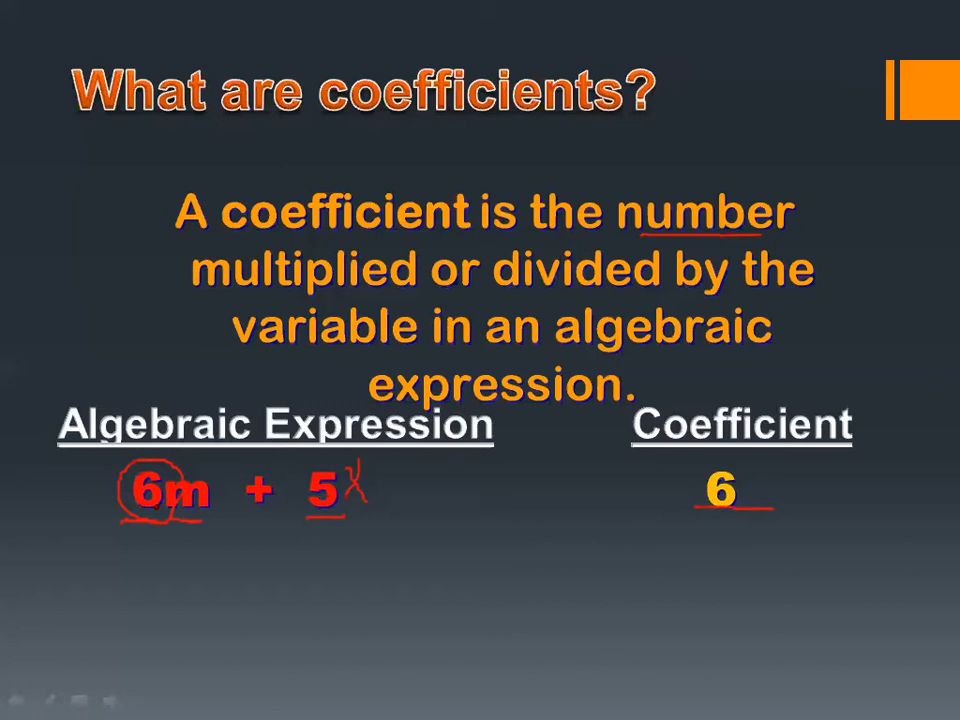 What are coefficients?
A coefficient is the number
multiplied or divided by the
variable in an algebraic
expression.
Algebraic Expression Coefficient
6m + 5 6